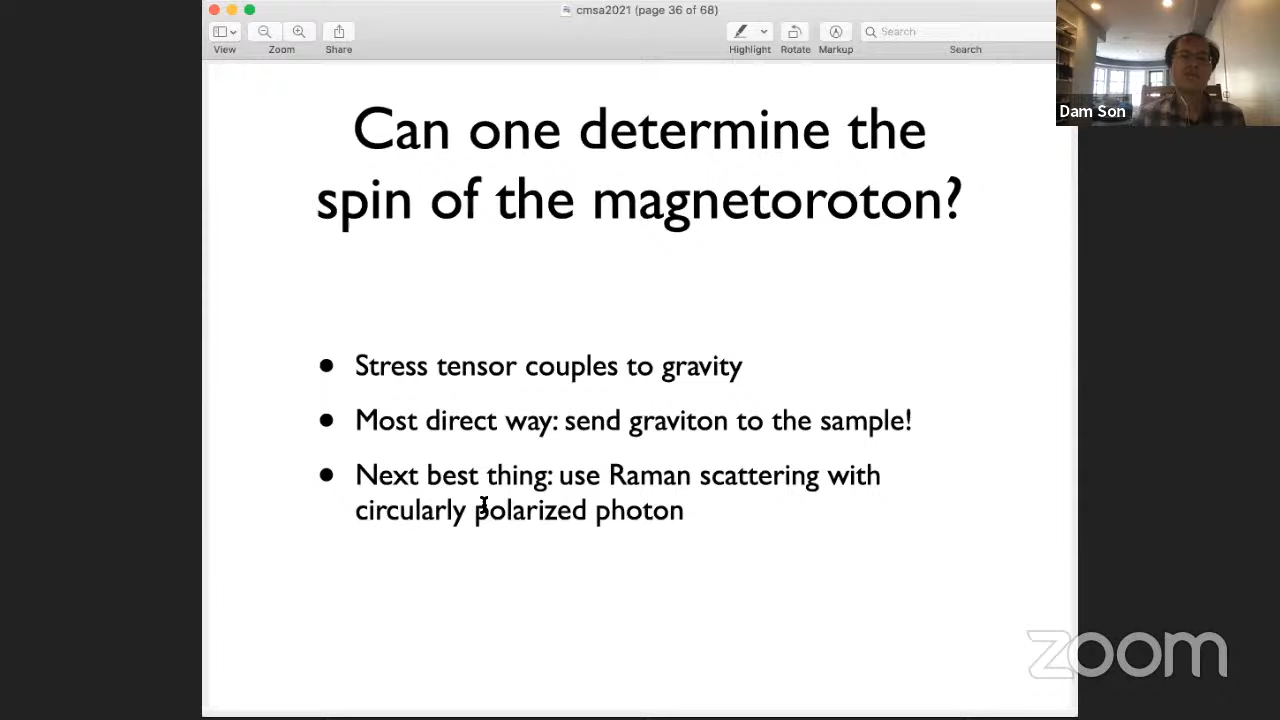 cmsa2021 (page 36 of 68)
View
Zoom
Share
Highlight
Rotate
Markup
Search
Search
Dam Son
Can one determine the
spin of the magnetoroton?
• Stress tensor couples to gravity
• Most direct way: send graviton to the sample!
• Next best thing: use Raman scattering with
circularly polarized photon
zoom